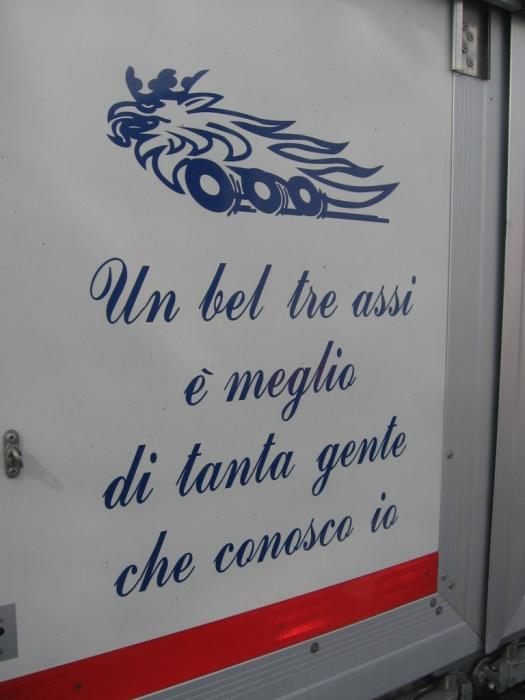 Un bel tre assi
è meglio
di tanta gente
che conosco io